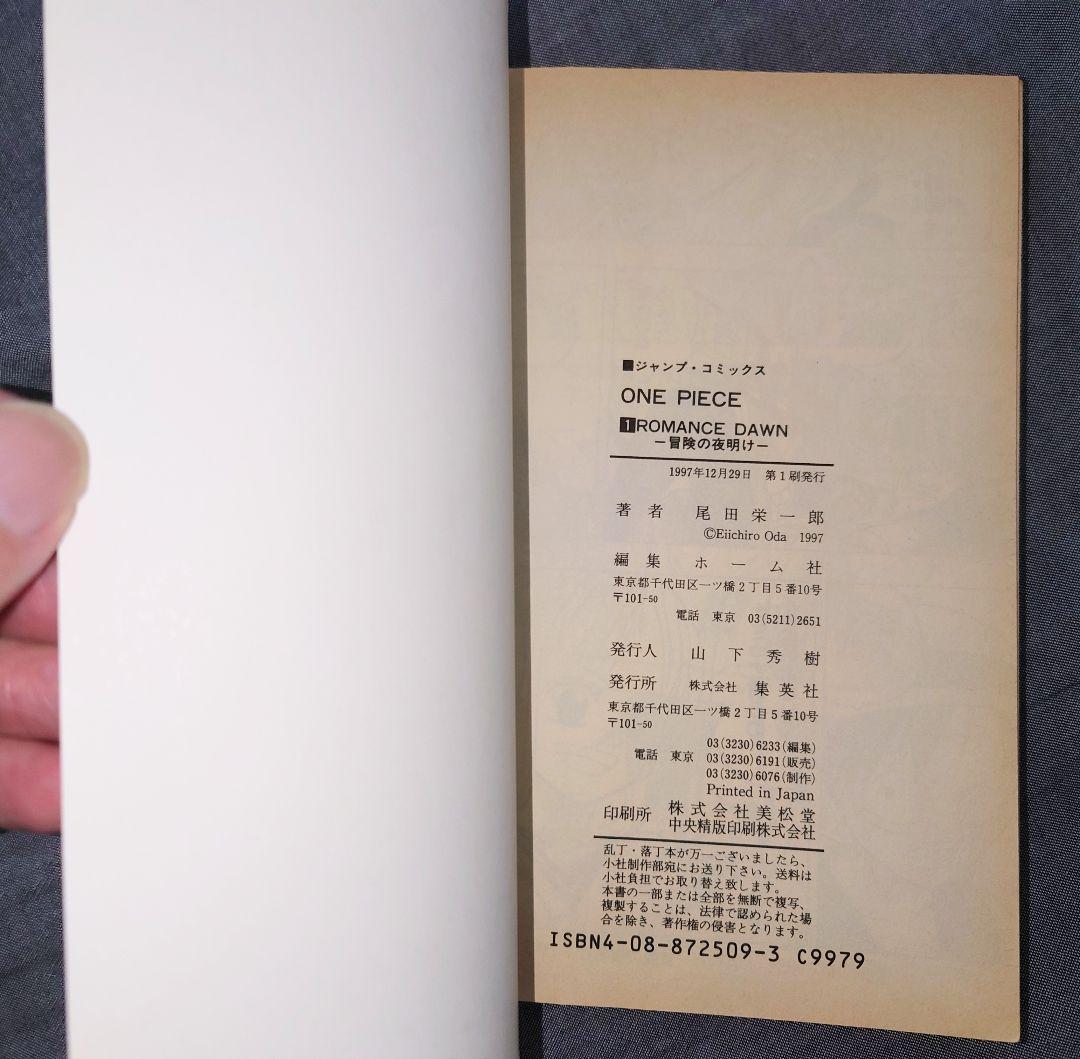 ■ジャンプ・コミックス
ONE PIECE
1 ROMANCE DAWN
―冒険の夜明け―
1997年12月29日 第1刷発行
著者 尾田栄一郎
©Eiichiro Oda 1997
編集 ホーム社
東京都千代田区一ツ橋2丁目5番10号
〒101-50
電話 東京 03(5211)2651
発行人 山下秀樹
発行所 株式会社 集英社
東京都千代田区一ツ橋2丁目5番10号
〒101-50
03(3230)6233(編集)
電話 東京 03(3230)6191(販売)
03(3230)6076(制作)
Printed in Japan
印刷所 株式会社美松堂
中央精版印刷株式会社
乱丁・落丁本が万一ございましたら、
小社制作部宛にお送り下さい。送料は
小社負担でお取り替え致します。
本書の一部または全部を無断で複写、
複製することは、法律で認められた場
合を除き、著作権の侵害となります。
ISBN4-08-872509-3 C9979